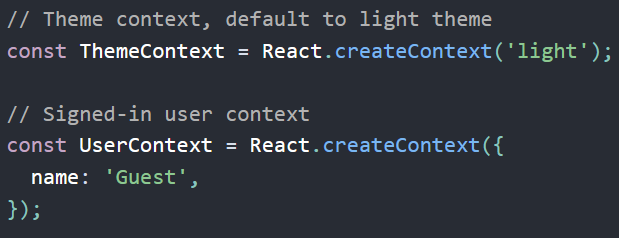 // Theme context, default to light theme
const ThemeContext = React.createContext('light');

// Signed-in user context
const UserContext = React.createContext({
  name: 'Guest',
});